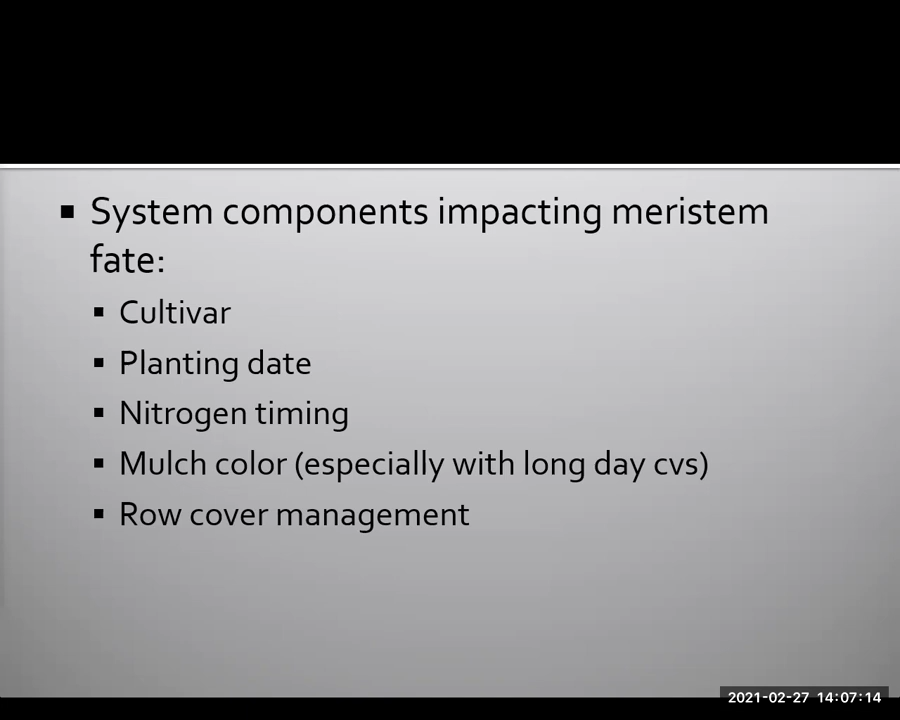 ▪ System components impacting meristem
fate:
▪ Cultivar
▪ Planting date
▪ Nitrogen timing
▪ Mulch color (especially with long day cvs)
▪ Row cover management
2021-02-27 14:07:14